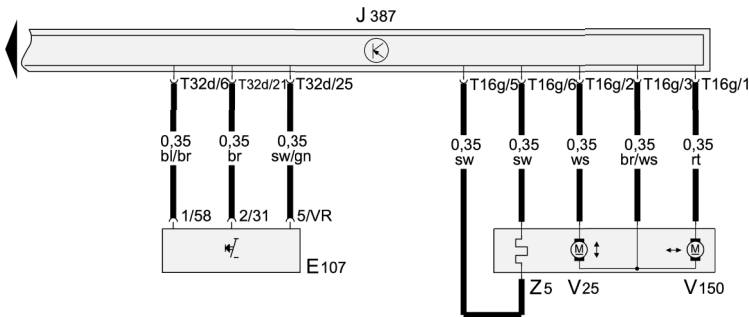 J 387
T32d/6 T32d/21 T32d/25 T16g/5 T16g/6 T16g/2 T16g/3 T16g/1
0,35 0,35 0,35 0,35 0,35 0,35 0,35 0,35
bl/br br sw/gn sw sw ws br/ws rt
1/58 2/31 5/VR
M M
E107
Z5 V25 V150